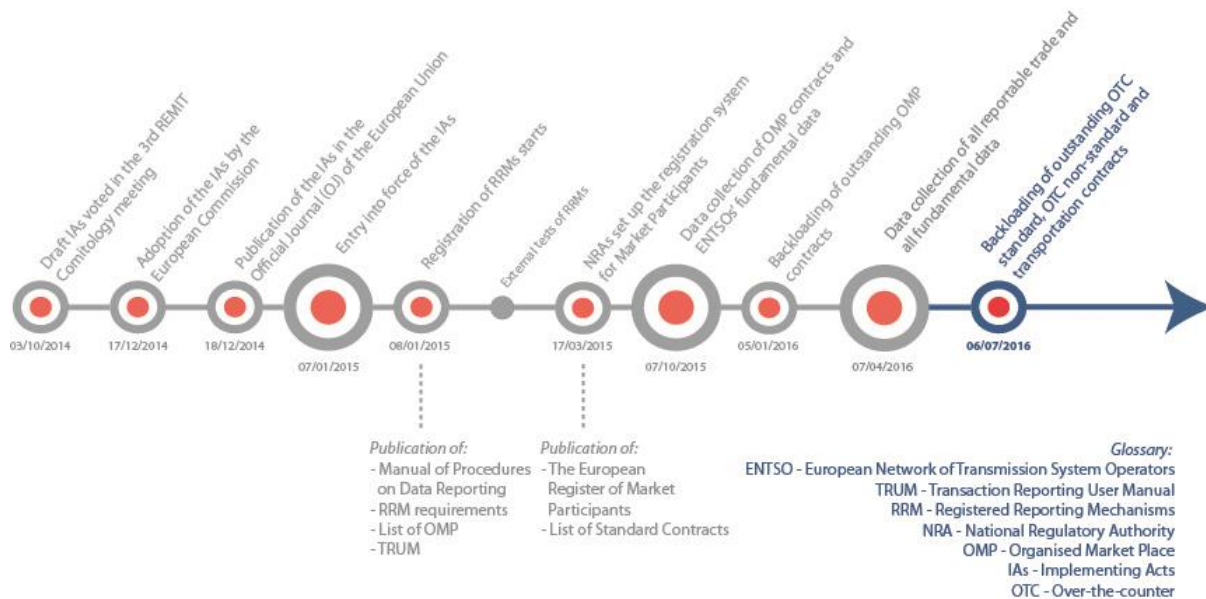 Draft IAs voted in the 3rd REMIT
Comitology meeting
Adoption of the IAs by the
European Commission
Publication of the IAs in the
Official Journal (OJ) of the European Union
Entry into force of the IAs
Registration of RRMs starts
External tests of RRMs
NRAs set up the registration system
for Market Participants
Data collection of OMP contracts and
ENTSOs' fundamental data
Backloading of outstanding OMP
contracts
Data collection of all reportable trade and
all fundamental data
Backloading of outstanding OTC
standard, OTC non-standard and
transportation contracts
03/10/2014
17/12/2014
18/12/2014
07/01/2015
08/01/2015
17/03/2015
07/10/2015
05/01/2016
07/04/2016
06/07/2016
Publication of:
- Manual of Procedures
on Data Reporting
- RRM requirements
- List of OMP
- TRUM
Publication of:
- The European
Register of Market
Participants
- List of Standard Contracts
Glossary:
ENTSO - European Network of Transmission System Operators
TRUM - Transaction Reporting User Manual
RRM - Registered Reporting Mechanisms
NRA - National Regulatory Authority
OMP - Organised Market Place
IAs - Implementing Acts
OTC - Over-the-counter